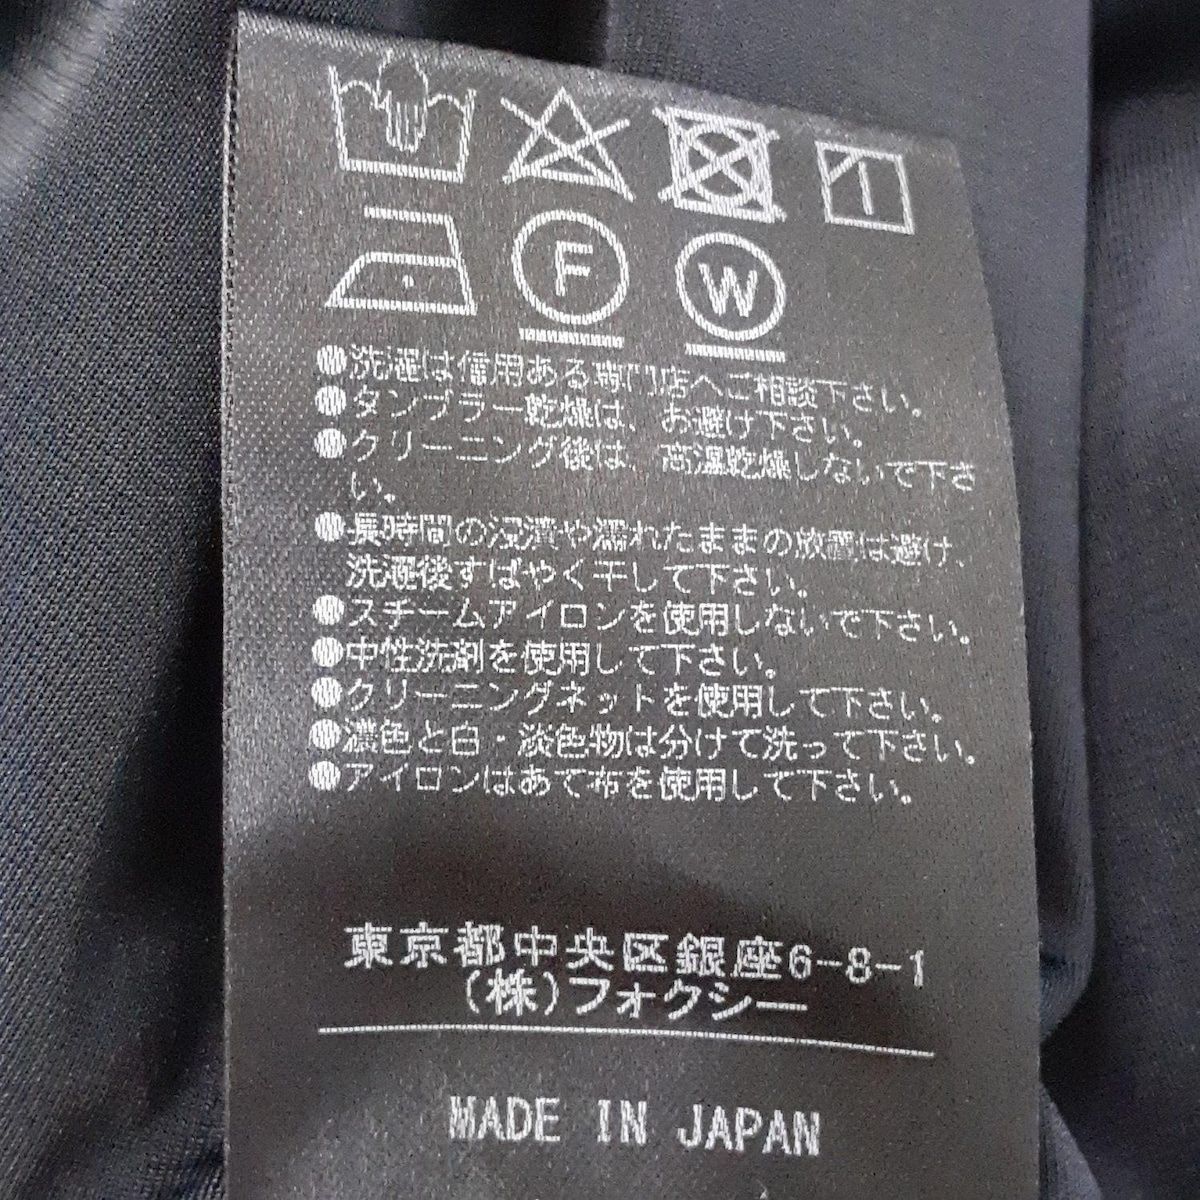 F
W
●洗濯は信用ある専門店へご相談下さい。
●タンブラー乾燥は、お避け下さい。
●クリーニング後は、高温乾燥しないで下さ
い。
●長時間の浸漬や濡れたままの放置は避け、
洗濯後すばやく干して下さい。
●スチームアイロンを使用しないで下さい。
●中性洗剤を使用して下さい。
●クリーニングネットを使用して下さい。
●濃色と白・淡色物は分けて洗って下さい。
●アイロンはあて布を使用して下さい。
東京都中央区銀座6-8-1
(株)フォクシー
MADE IN JAPAN